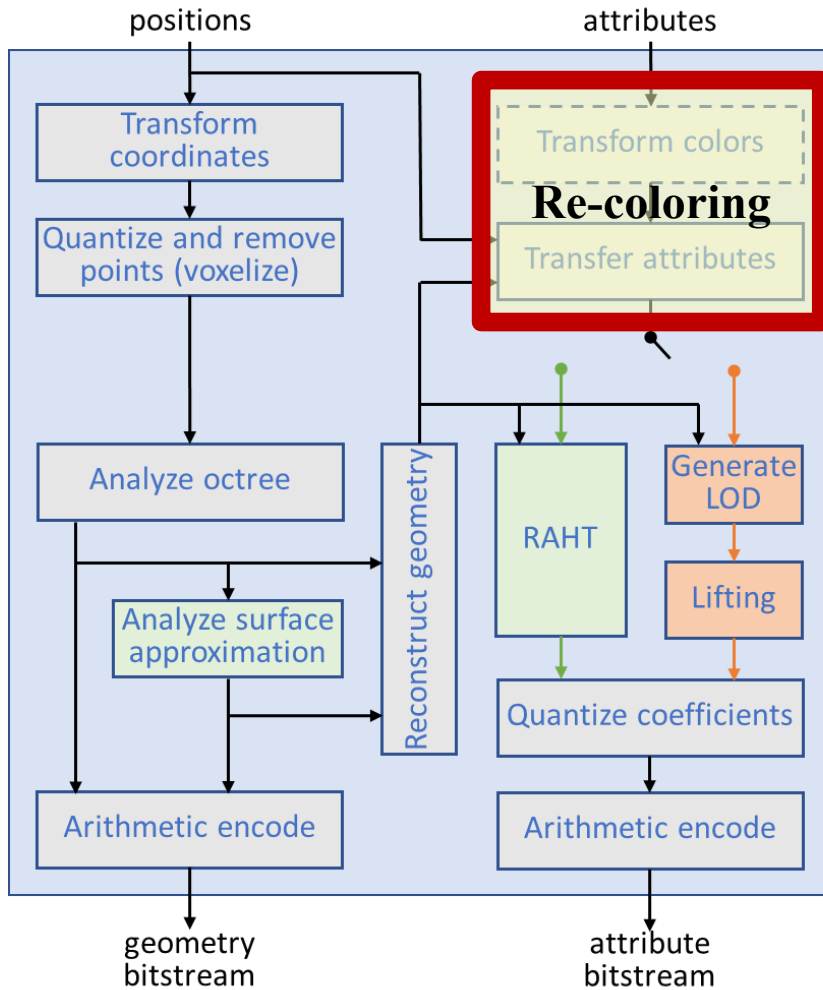 positions
attributes
Transform
coordinates
Transform colors
Re-coloring
Quantize and remove
points (voxelize)
Transfer attributes
Analyze octree
Reconstruct geometry
RAHT
Generate
LOD
Lifting
Analyze surface
approximation
Quantize coefficients
Arithmetic encode
Arithmetic encode
geometry
bitstream
attribute
bitstream